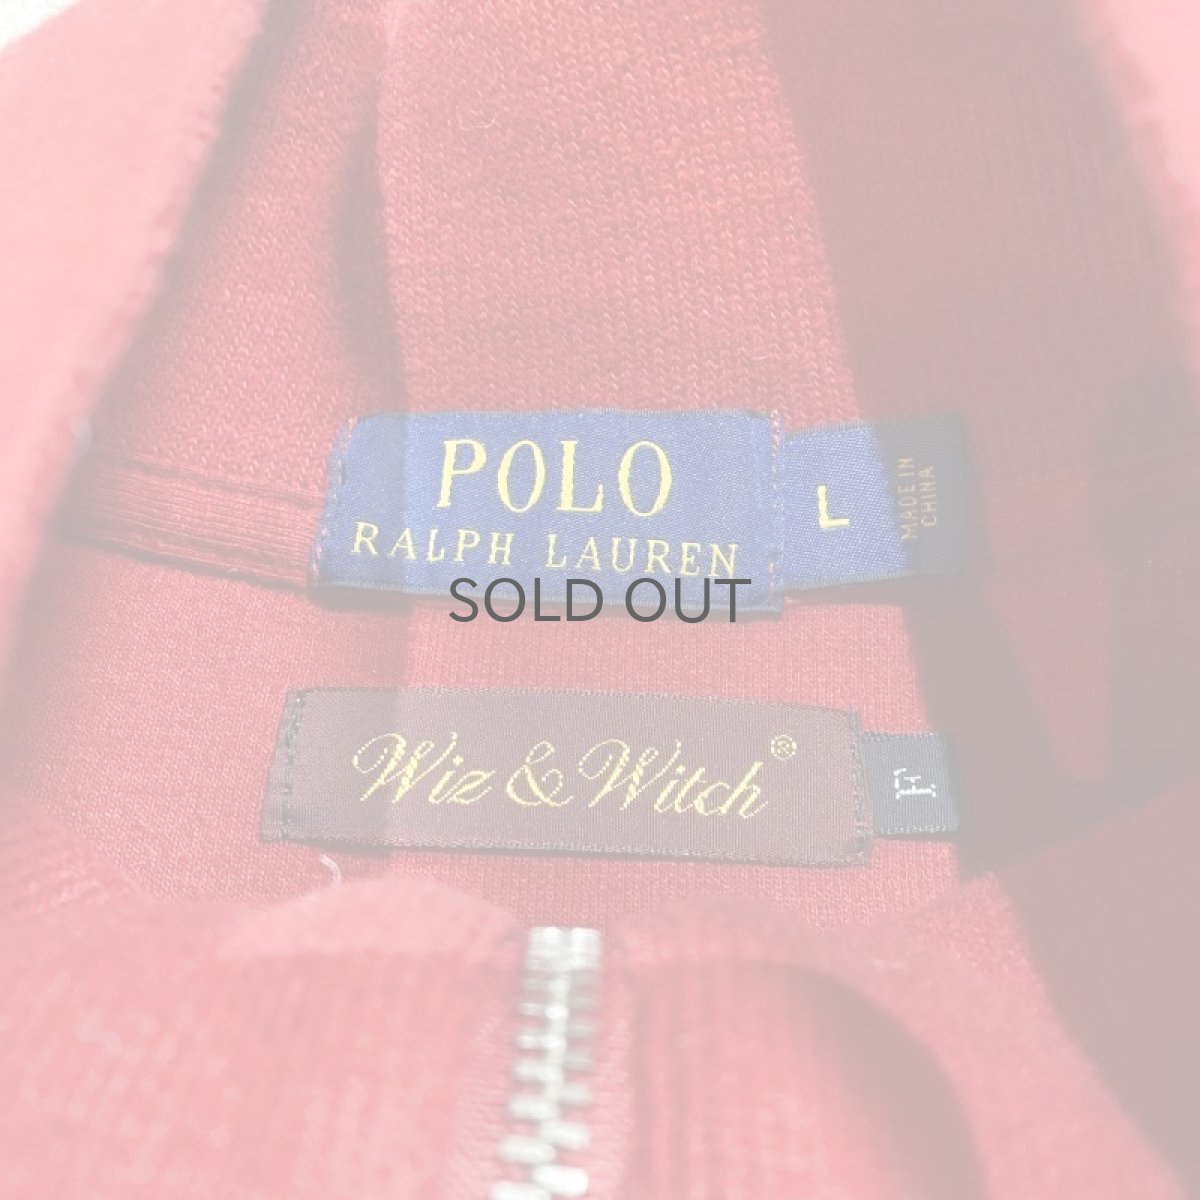 POLO
RALPH LAUREN
L
MADE IN
CHINA
SOLD OUT
Wiz & Witch®
F